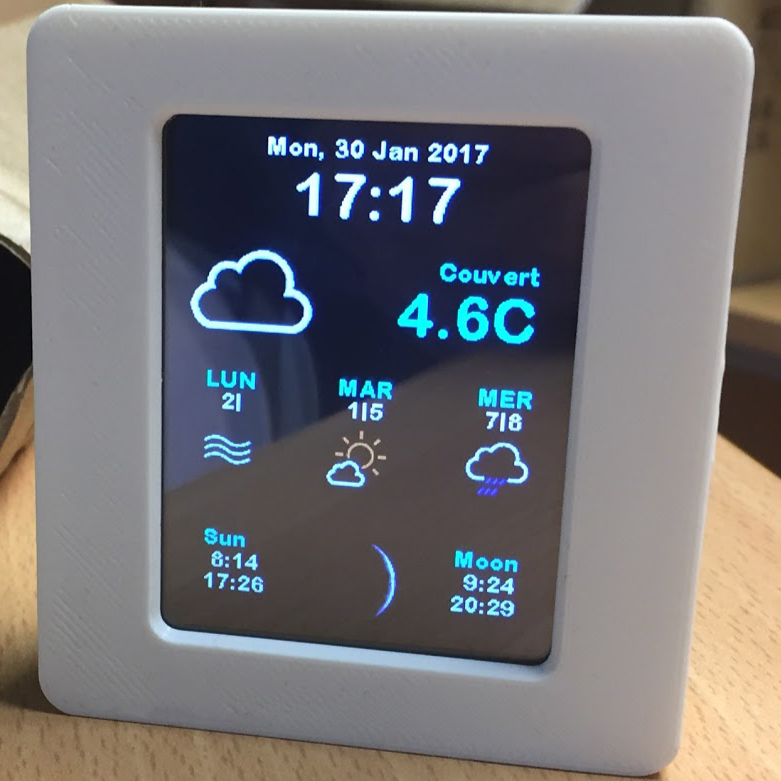 Mon, 30 Jan 2017
17:17
Couvert
4.6C
LUN
2|
MAR
1|5
MER
7|8
Sun
8:14
17:26
Moon
9:24
20:29